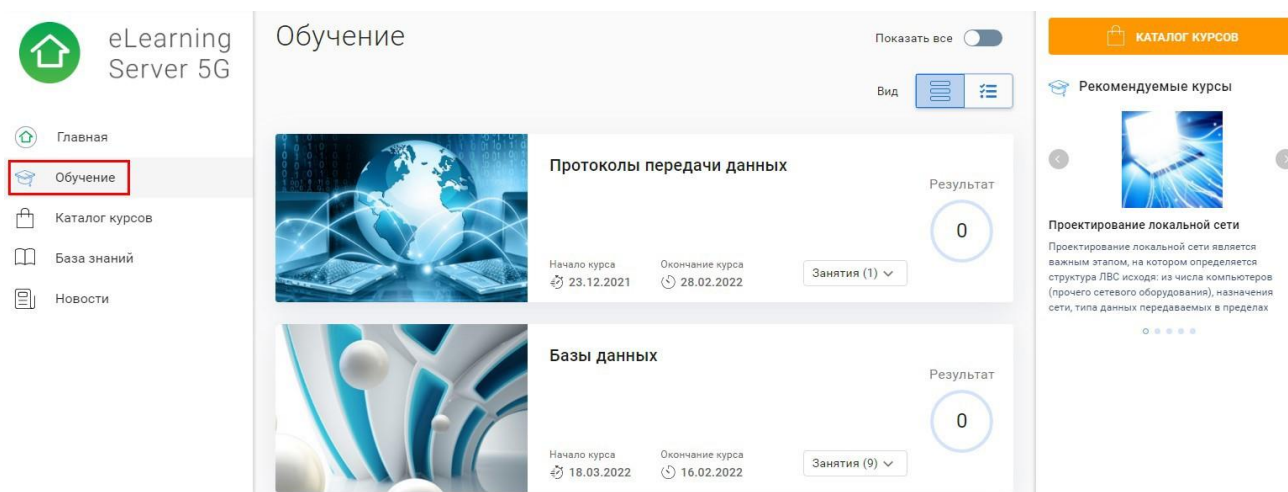 eLearning
Server 5G
Главная
Обучение
Каталог курсов
База знаний
Новости
Обучение
Показать все
Вид
Протоколы передачи данных
Результат
0
Начало курса
Окончание курса
23.12.2021
28.02.2022
Занятия (1)
Базы данных
Результат
0
Начало курса
Окончание курса
18.03.2022
16.02.2022
Занятия (9)
КАТАЛОГ КУРСОВ
Рекомендуемые курсы
Проектирование локальной сети
Проектирование локальной сети является
важным этапом, на котором определяется
структура ЛВС исходя: из числа компьютеров
(прочего сетевого оборудования), назначения
сети, типа данных передаваемых в пределах